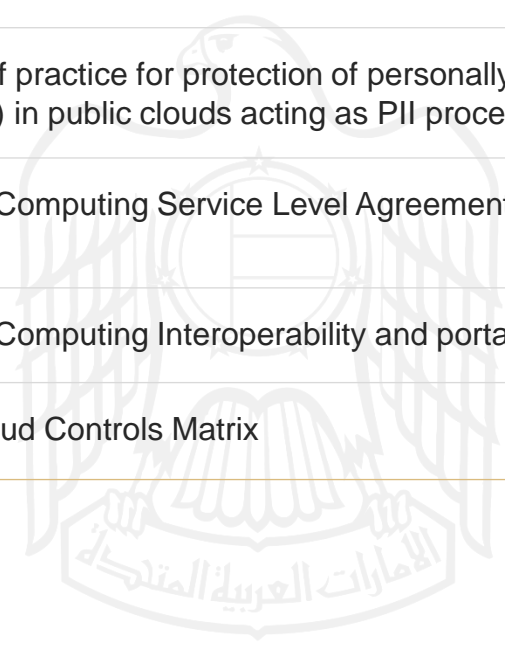 f practice for protection of personally
) in public clouds acting as PII proce
Computing Service Level Agreement
Computing Interoperability and porta
ud Controls Matrix
الإمارات العربية المتحدة